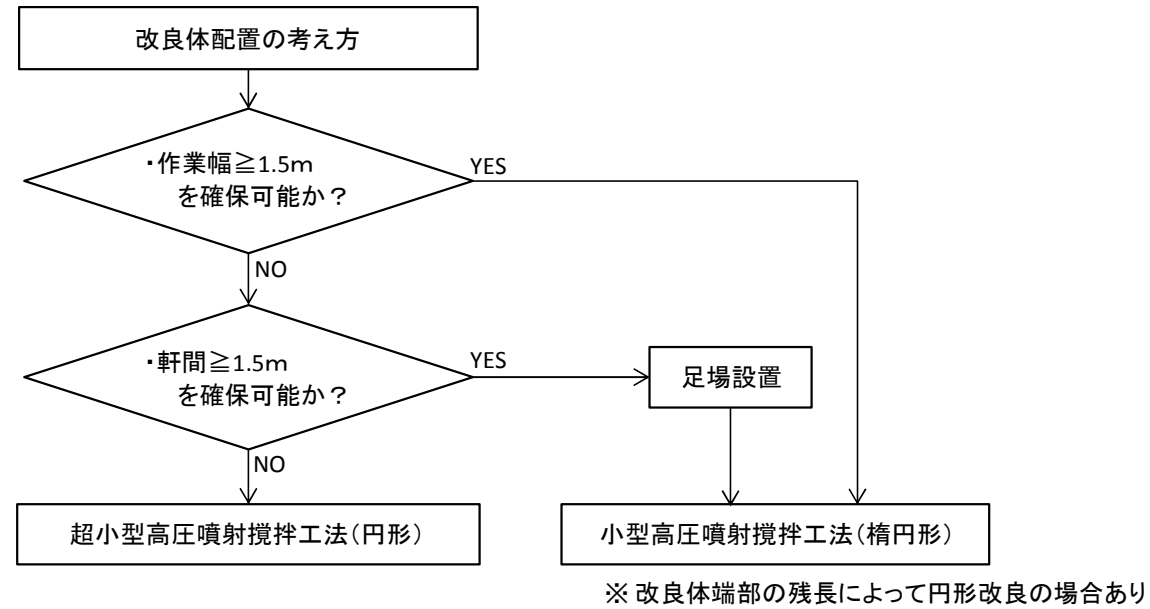 改良体配置の考え方
・作業幅≧1.5m
を確保可能か？
YES
NO
・軒間≧1.5m
を確保可能か？
YES
足場設置
NO
超小型高圧噴射撹拌工法（円形）
小型高圧噴射撹拌工法（楕円形）
※ 改良体端部の残長によって円形改良の場合あり